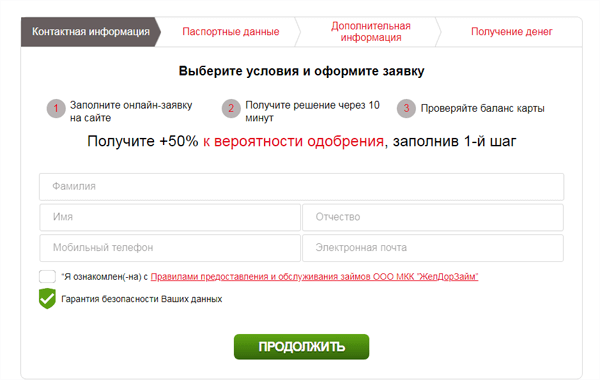 Контактная информация
Паспортные данные
Дополнительная
информация
Получение денег
Выберите условия и оформите заявку
1 Заполните онлайн-заявку
на сайте
2 Получите решение через 10
минут
3 Проверяйте баланс карты
Получите +50% к вероятности одобрения, заполнив 1-й шаг
Фамилия
Имя
Отчество
Мобильный телефон
Электронная почта
"Я ознакомлен(-на) с Правилами предоставления и обслуживания займов ООО МКК "ЖелДорЗайм"
Гарантия безопасности Ваших данных
ПРОДОЛЖИТЬ